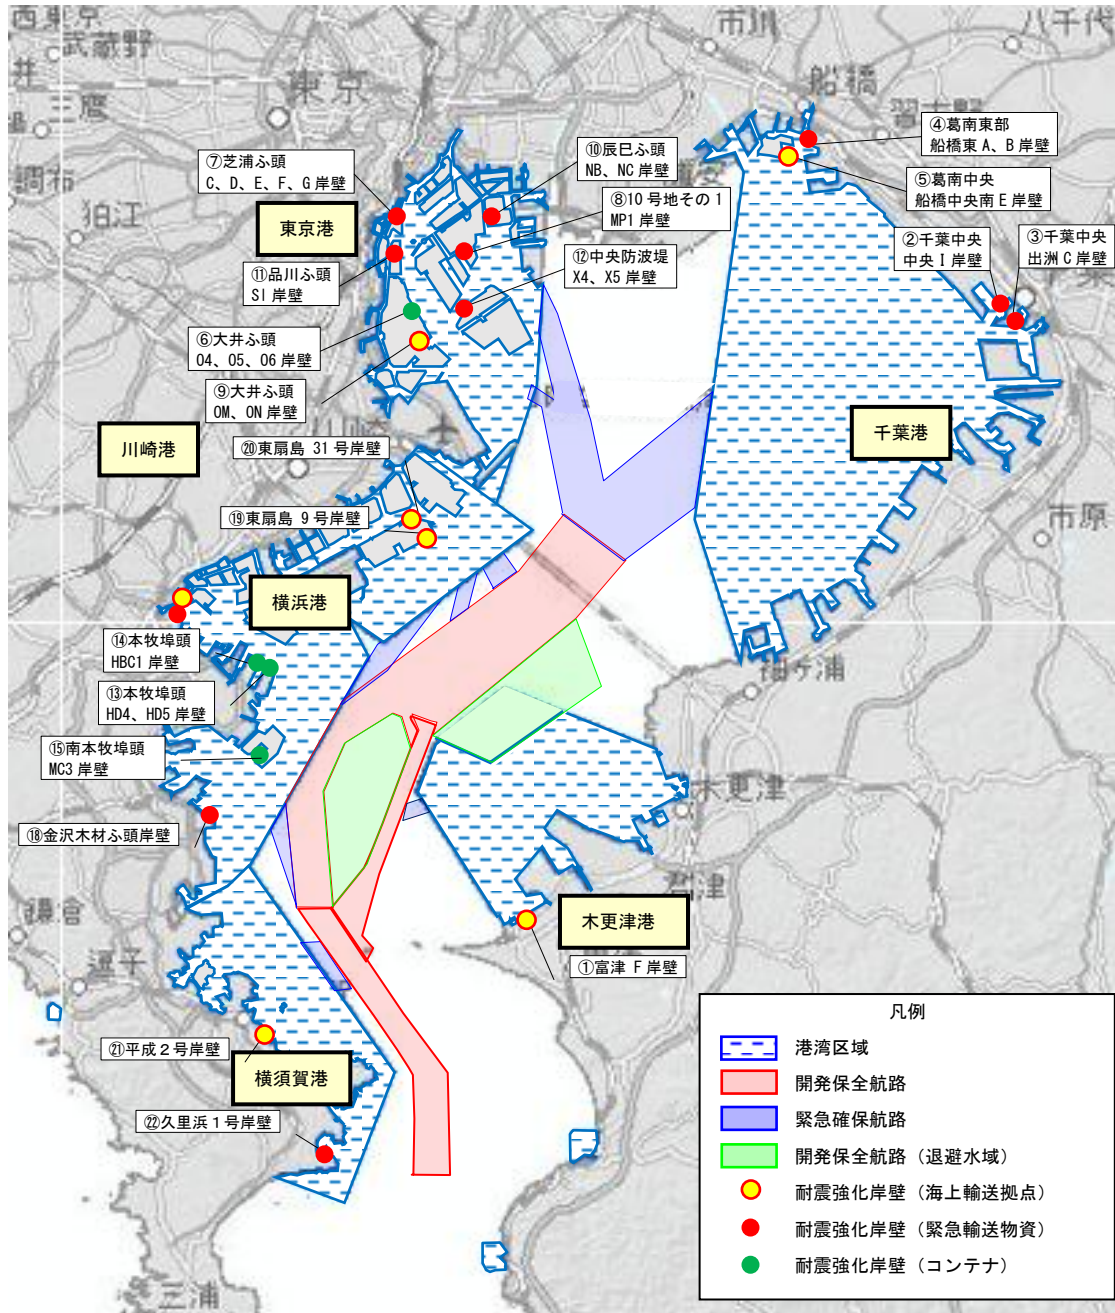 西東京
武蔵野
三鷹
調布
狛江
東京
市川
八千代
船橋
習志野
④葛南東部
船橋東 A、B 岸壁
⑤葛南中央
船橋中央南 E 岸壁
②千葉中央
中央 I 岸壁
③千葉中央
出洲 C 岸壁
⑦芝浦ふ頭
C、D、E、F、G 岸壁
⑩辰巳ふ頭
NB、NC 岸壁
⑧10 号地その 1
MP1 岸壁
東京港
⑪品川ふ頭
SI 岸壁
⑫中央防波堤
X4、X5 岸壁
⑥大井ふ頭
O4、O5、O6 岸壁
⑨大井ふ頭
OM、ON 岸壁
川崎
川崎港
⑳東扇島 31 号岸壁
千葉港
⑲東扇島 9 号岸壁
市原
横浜港
⑭本牧埠頭
HBC1 岸壁
⑬本牧埠頭
HD4、HD5 岸壁
袖ヶ浦
⑮南本牧埠頭
MC3 岸壁
木更津
⑱金沢木材ふ頭岸壁
君津
鎌倉
木更津港
逗子
①富津 F 岸壁
㉑平成２号岸壁
横須賀港
㉒久里浜１号岸壁
三浦
凡例
港湾区域
開発保全航路
緊急確保航路
開発保全航路（退避水域）
耐震強化岸壁（海上輸送拠点）
耐震強化岸壁（緊急輸送物資）
耐震強化岸壁（コンテナ）